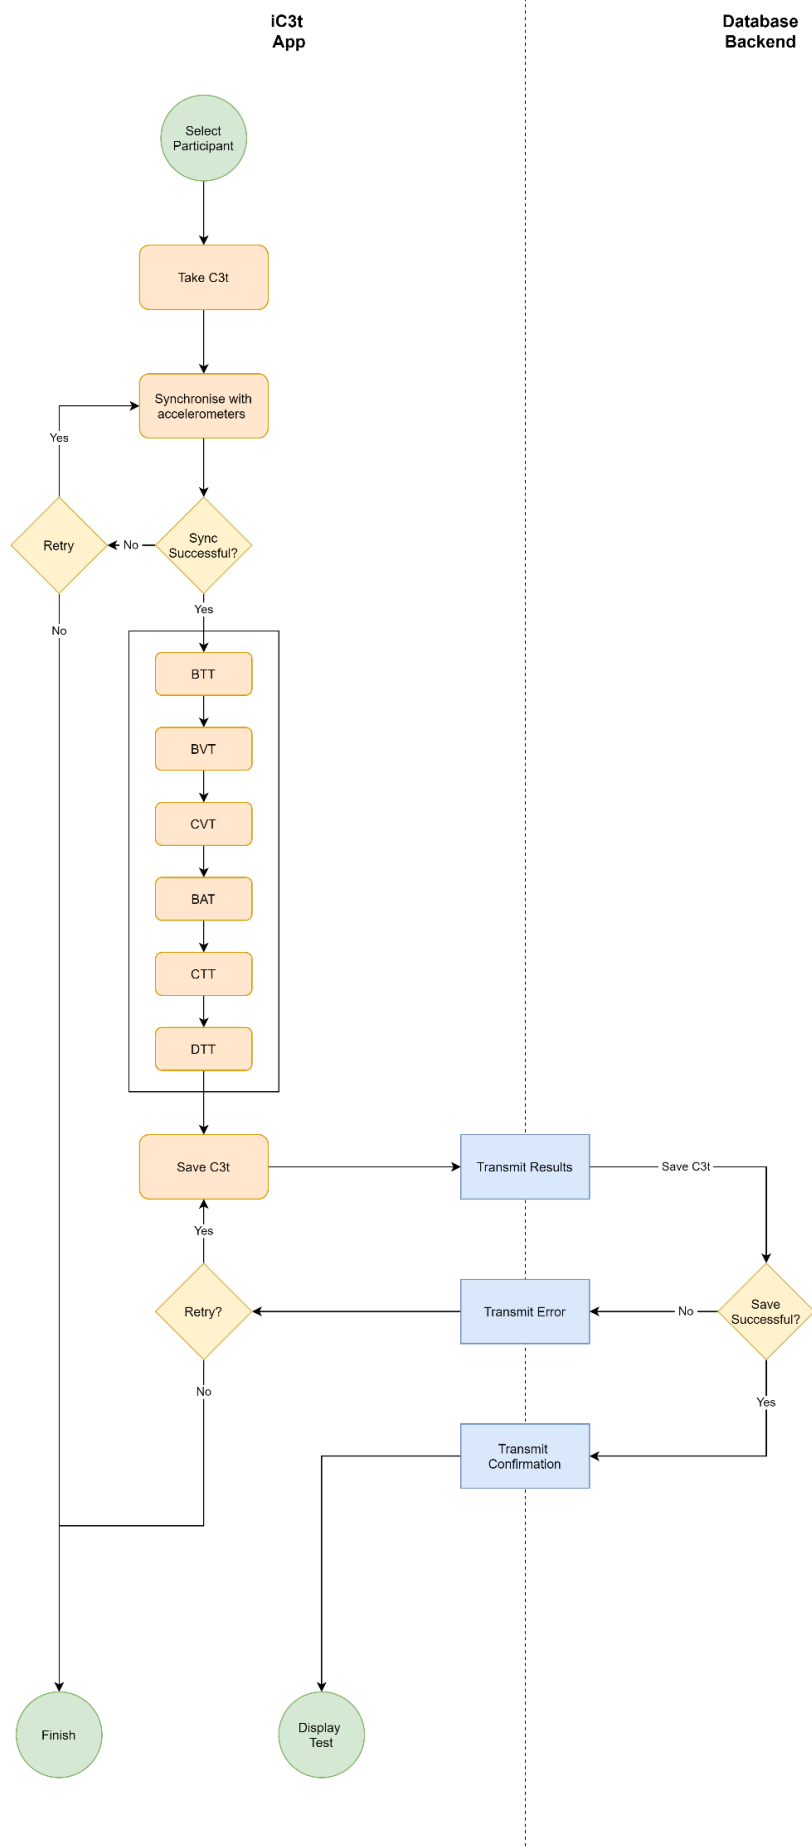 iC3t
App
Database
Backend
Select
Participant
Take C3t
Synchronise with
accelerometers
Yes
Retry
No
Sync
Successful?
Yes
No
BTT
BVT
CVT
BAT
CTT
DTT
Save C3t
Transmit Results
Save C3t
Yes
Retry?
Transmit Error
No
Save
Successful?
No
Yes
Transmit
Confirmation
Finish
Display
Test